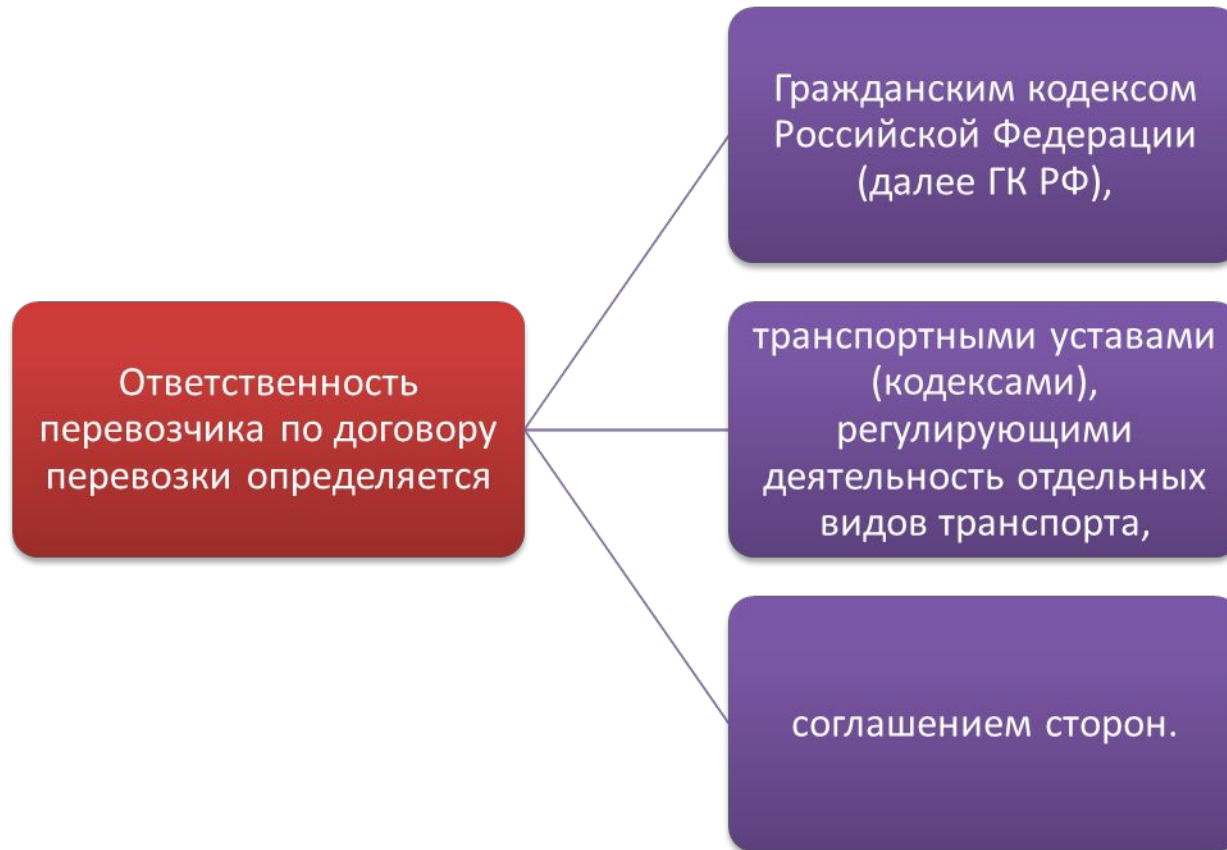 Ответственность
перевозчика по договору
перевозки определяется
Гражданским кодексом
Российской Федерации
(далее ГК РФ),
транспортными уставами
(кодексами),
регулирующими
деятельность отдельных
видов транспорта,
соглашением сторон.